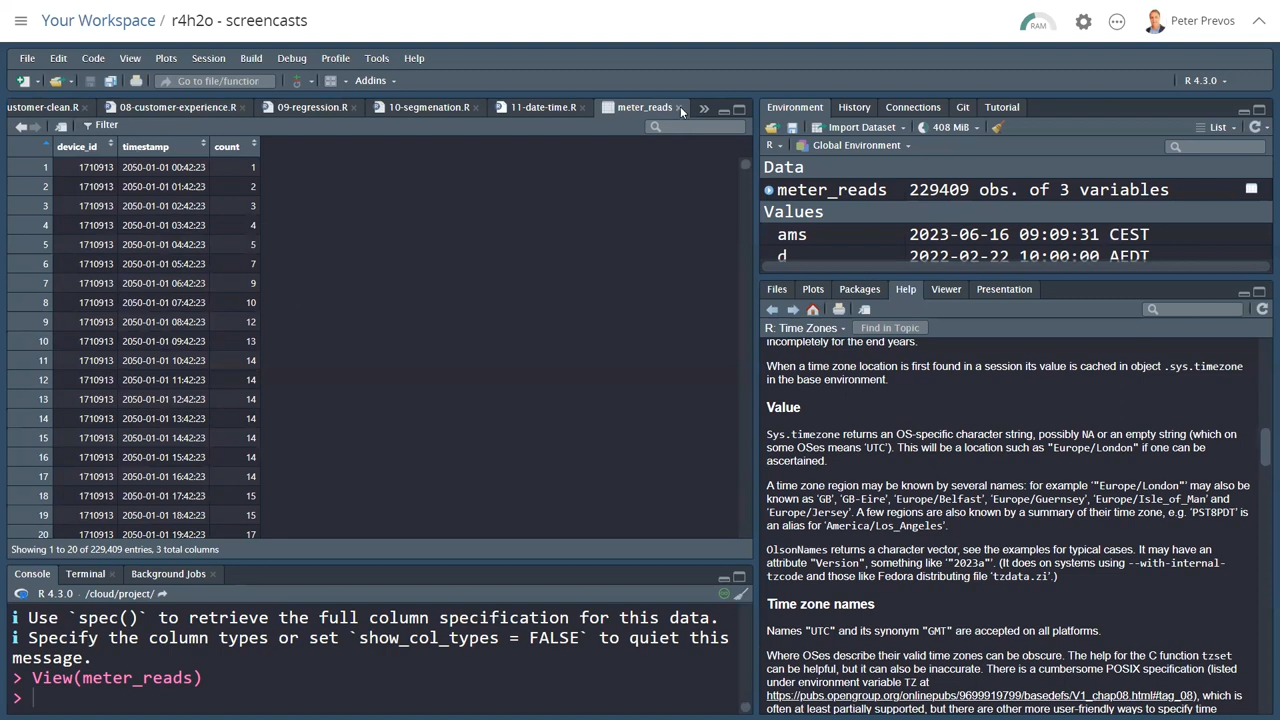 Your Workspace / r4h2o - screencasts
RAM
Peter Prevos
File Edit Code View Plots Session Build Debug Profile Tools Help
Go to file/function Addins R 4.3.0
ustomer-clean.R 08-customer-experience.R 09-regression.R 10-segmenation.R 11-date-time.R meter_reads
Filter
device_id timestamp count
1 1710913 2050-01-01 00:42:23 1
2 1710913 2050-01-01 01:42:23 2
3 1710913 2050-01-01 02:42:23 3
4 1710913 2050-01-01 03:42:23 4
5 1710913 2050-01-01 04:42:23 5
6 1710913 2050-01-01 05:42:23 7
7 1710913 2050-01-01 06:42:23 9
8 1710913 2050-01-01 07:42:23 10
9 1710913 2050-01-01 08:42:23 12
10 1710913 2050-01-01 09:42:23 13
11 1710913 2050-01-01 10:42:23 14
12 1710913 2050-01-01 11:42:23 14
13 1710913 2050-01-01 12:42:23 14
14 1710913 2050-01-01 13:42:23 14
15 1710913 2050-01-01 14:42:23 14
16 1710913 2050-01-01 15:42:23 14
17 1710913 2050-01-01 16:42:23 14
18 1710913 2050-01-01 17:42:23 15
19 1710913 2050-01-01 18:42:23 15
20 1710913 2050-01-01 19:42:23 17
Showing 1 to 20 of 229,409 entries, 3 total columns
Console Terminal Background Jobs
R 4.3.0 · /cloud/project/
i Use `spec()` to retrieve the full column specification for this data.
i Specify the column types or set `show_col_types = FALSE` to quiet this
message.
> View(meter_reads)
>
Environment History Connections Git Tutorial
Import Dataset 408 MiB List
R Global Environment
Data
meter_reads 229409 obs. of 3 variables
Values
ams 2023-06-16 09:09:31 CEST
d 2022-02-22 10:00:00 AEDT
Files Plots Packages Help Viewer Presentation
R: Time Zones Find in Topic
incompletely for the end years.
When a time zone location is first found in a session its value is cached in object .sys.timezone
in the base environment.
Value
Sys.timezone returns an OS-specific character string, possibly NA or an empty string (which on
some OSes means 'UTC'). This will be a location such as "Europe/London" if one can be
ascertained.
A time zone region may be known by several names: for example '"Europe/London"' may also be
known as 'GB', 'GB-Eire', 'Europe/Belfast', 'Europe/Guernsey', 'Europe/Isle_of_Man' and
'Europe/Jersey'. A few regions are also known by a summary of their time zone, e.g. 'PST8PDT' is
an alias for 'America/Los_Angeles'.
OlsonNames returns a character vector, see the examples for typical cases. It may have an
attribute "Version", something like '"2023a"'. (It does on systems using --with-internal-
tzcode and those like Fedora distributing file 'tzdata.zi'.)
Time zone names
Names "UTC" and its synonym "GMT" are accepted on all platforms.
Where OSes describe their valid time zones can be obscure. The help for the C function tzset
can be helpful, but it can also be inaccurate. There is a cumbersome POSIX specification (listed
under environment variable TZ at
https://pubs.opengroup.org/onlinepubs/9699919799/basedefs/V1_chap08.html#tag_08), which is
often at least partially supported, but there are other more user-friendly ways to specify time